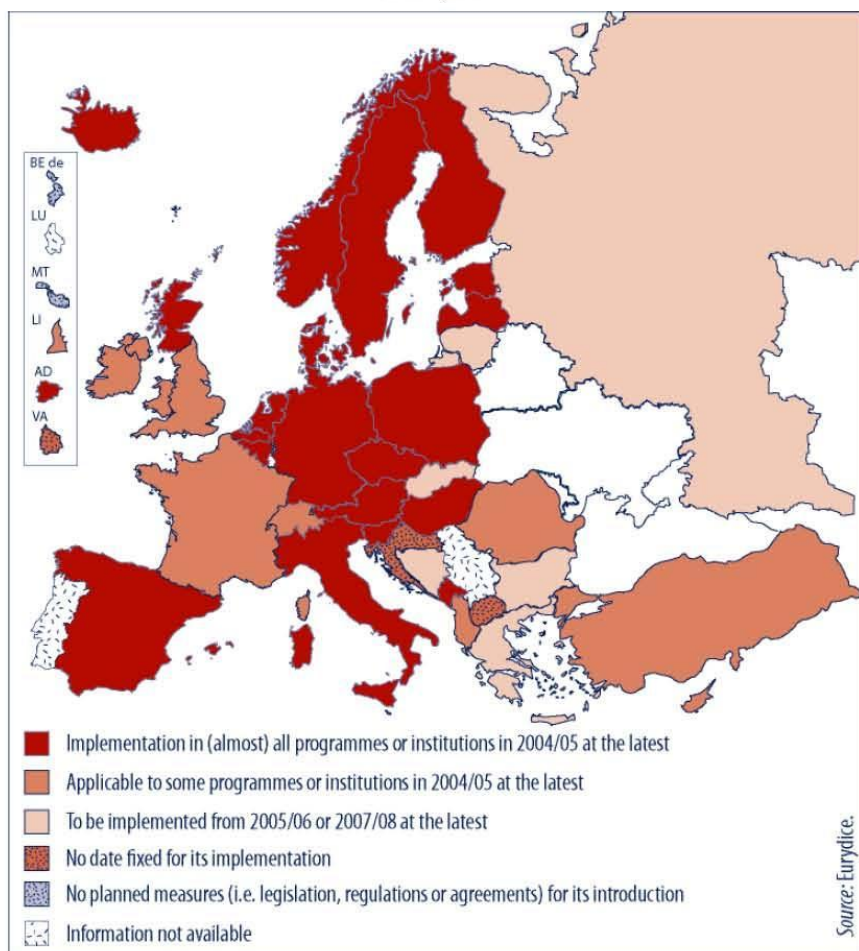 BE de
LU
MT
LI
AD
VA
Implementation in (almost) all programmes or institutions in 2004/05 at the latest
Applicable to some programmes or institutions in 2004/05 at the latest
To be implemented from 2005/06 or 2007/08 at the latest
No date fixed for its implementation
No planned measures (i.e. legislation, regulations or agreements) for its introduction
Information not available
Source: Eurydice.